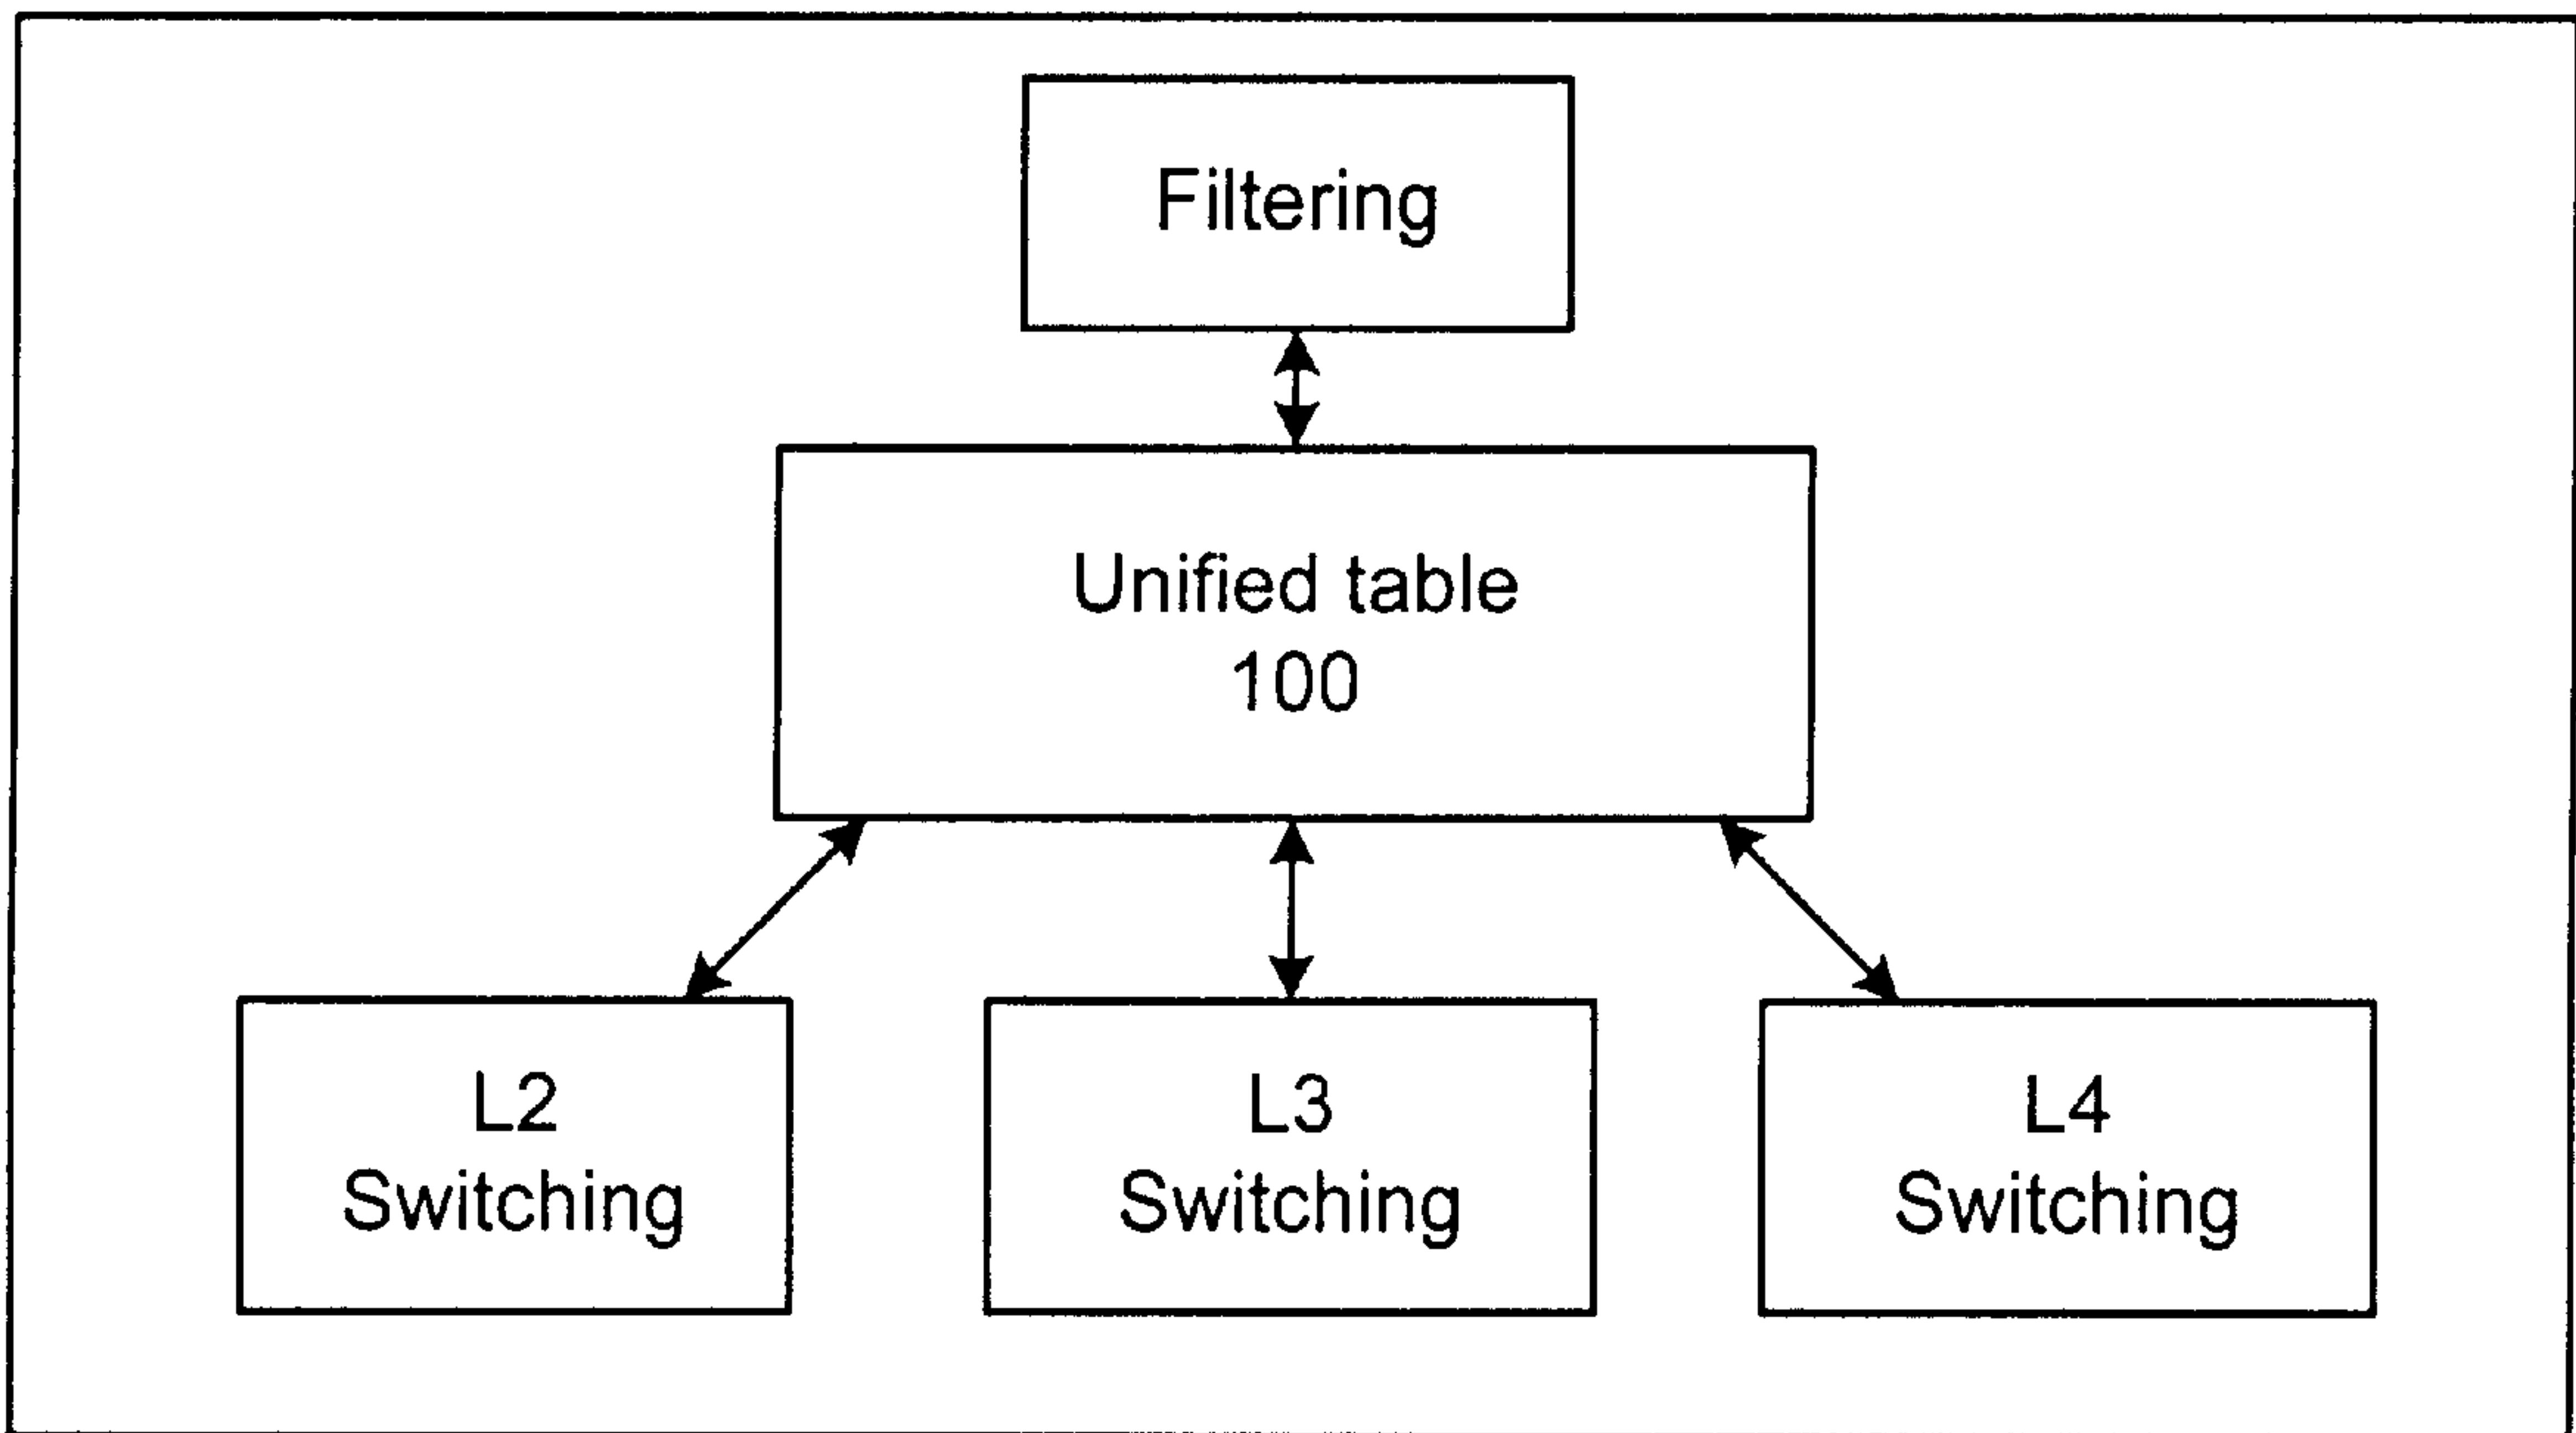 Filtering
Unified table
100
L2
Switching
L3
Switching
L4
Switching